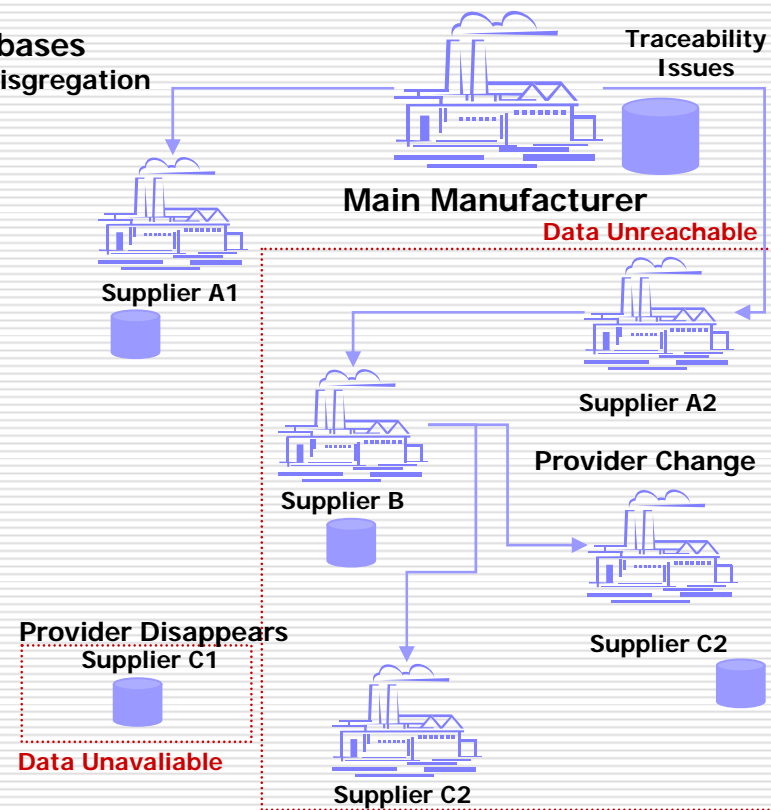 bases
isgregation
Traceability
Issues
Main Manufacturer
Data Unreachable
Supplier A1
Supplier A2
Provider Change
Supplier B
Provider Disappears
Supplier C1
Supplier C2
Data Unavaliable
Supplier C2